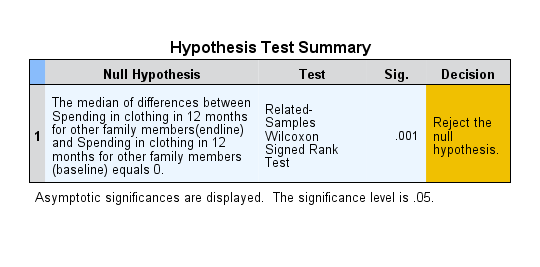 Hypothesis Test Summary
Null Hypothesis Test Sig. Decision
1
The median of differences between
Spending in clothing in 12 months
for other family members(endline)
and Spending in clothing in 12
months for other family members
(baseline) equals 0.
Related-
Samples
Wilcoxon
Signed Rank
Test
.001
Reject the
null
hypothesis.
Asymptotic significances are displayed. The significance level is .05.